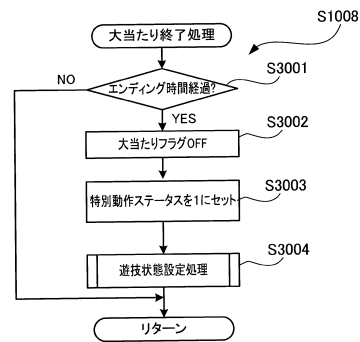 大当たり終了処理
S1008
NO
エンディング時間経過?
S3001
YES
大当たりフラグOFF
S3002
特別動作ステータスを1にセット
S3003
遊技状態設定処理
S3004
リターン